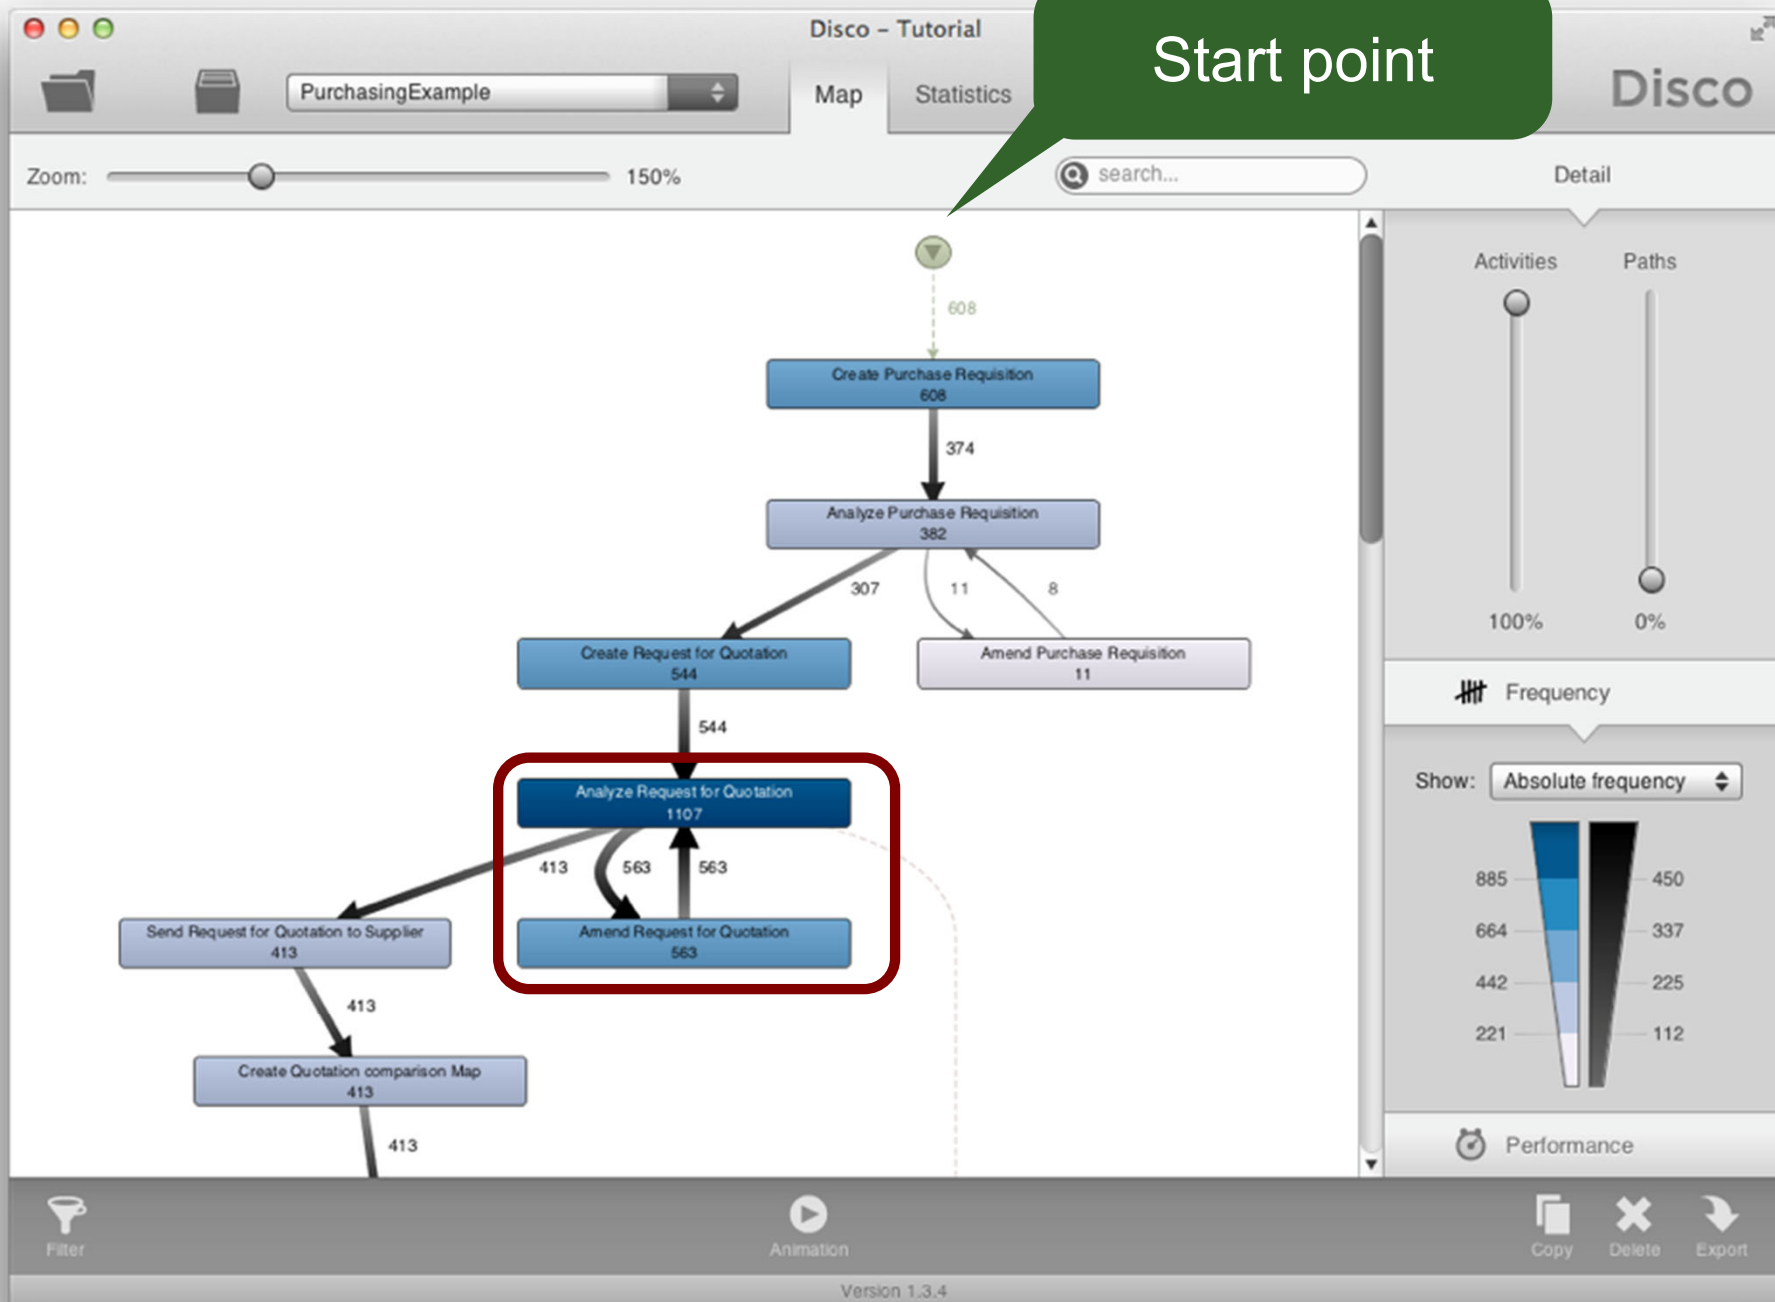 Disco – Tutorial
Start point
PurchasingExample
Map
Statistics
Disco
Zoom:
150%
search...
Detail
608
Activities
Paths
Create Purchase Requisition
608
374
Analyze Purchase Requisition
382
307
11
8
100%
0%
Create Request for Quotation
544
Amend Purchase Requisition
11
Frequency
544
Show:
Absolute frequency
Analyze Request for Quotation
1107
413
563
563
885
450
Send Request for Quotation to Supplier
413
Amend Request for Quotation
563
664
337
442
225
413
221
112
Create Quotation comparison Map
413
413
Performance
Filter
Animation
Copy
Delete
Export
Version 1.3.4